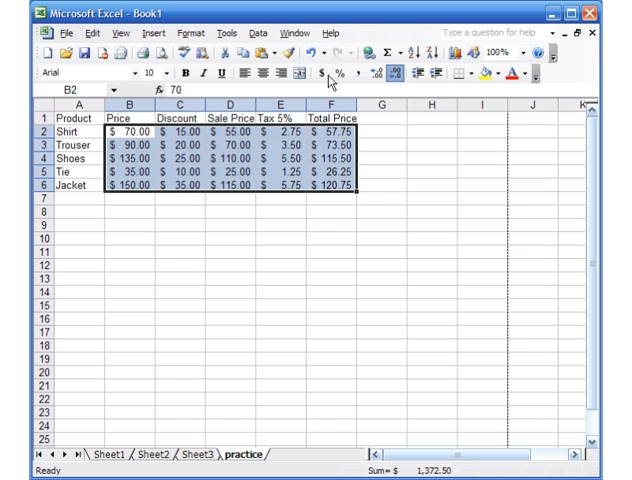 Microsoft Excel - Book1
File Edit View Insert Format Tools Data Window Help Type a question for help
Σ 100%
Arial 10 B I U $ % ,
B2 fx 70
A B C D E F G H I J K
1 Product Price Discount Sale Price Tax 5% Total Price
2 Shirt $ 70.00 $ 15.00 $ 55.00 $ 2.75 $ 57.75
3 Trouser $ 90.00 $ 20.00 $ 70.00 $ 3.50 $ 73.50
4 Shoes $ 135.00 $ 25.00 $ 110.00 $ 5.50 $ 115.50
5 Tie $ 35.00 $ 10.00 $ 25.00 $ 1.25 $ 26.25
6 Jacket $ 150.00 $ 35.00 $ 115.00 $ 5.75 $ 120.75
7
8
9
10
11
12
13
14
15
16
17
18
19
20
21
22
23
24
25
Sheet1 / Sheet2 / Sheet3 \ practice /
Ready Sum= $ 1,372.50